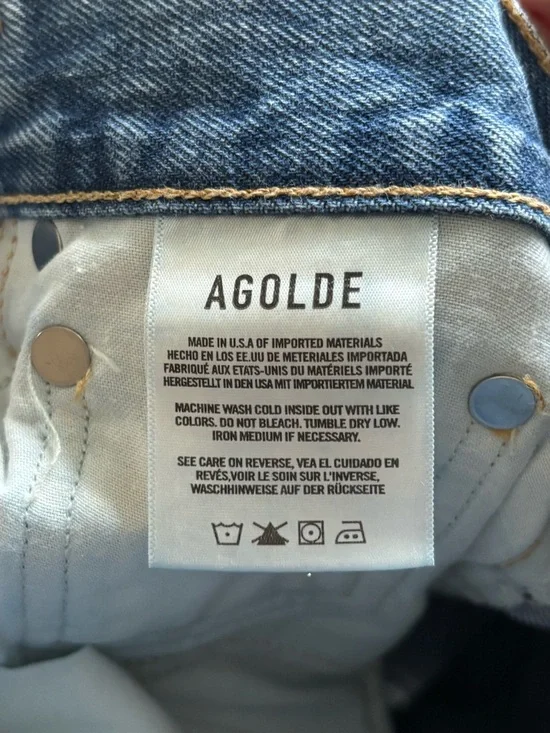 AGOLDE
MADE IN U.S.A OF IMPORTED MATERIALS
HECHO EN LOS EE.UU DE METERIALES IMPORTADA
FABRIQUÉ AUX ETATS-UNIS DU MATÉRIELS IMPORTÉ
HERGESTELLT IN DEN USA MIT IMPORTIERTEM MATERIAL
MACHINE WASH COLD INSIDE OUT WITH LIKE
COLORS. DO NOT BLEACH. TUMBLE DRY LOW.
IRON MEDIUM IF NECESSARY.
SEE CARE ON REVERSE, VEA EL CUIDADO EN
REVÉS,VOIR LE SOIN SUR L'INVERSE,
WASCHHINWEISE AUF DER RÜCKSEITE